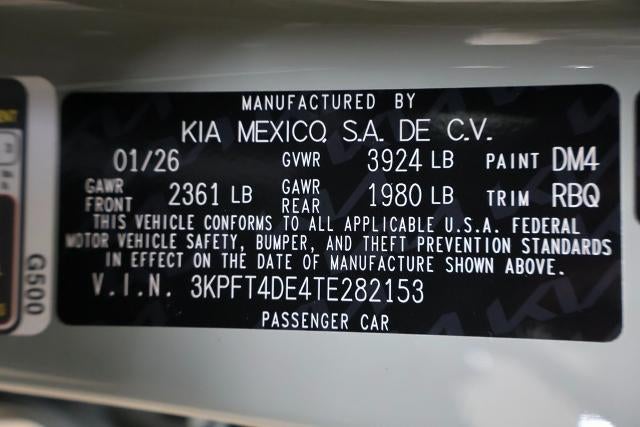 MANUFACTURED BY
KIA MEXICO, S.A. DE C.V.
01/26 GVWR 3924 LB PAINT DM4
GAWR FRONT 2361 LB GAWR REAR 1980 LB TRIM RBQ
THIS VEHICLE CONFORMS TO ALL APPLICABLE U.S.A. FEDERAL
MOTOR VEHICLE SAFETY, BUMPER, AND THEFT PREVENTION STANDARDS
IN EFFECT ON THE DATE OF MANUFACTURE SHOWN ABOVE.
V.I.N. 3KPFT4DE4TE282153
PASSENGER CAR
G500